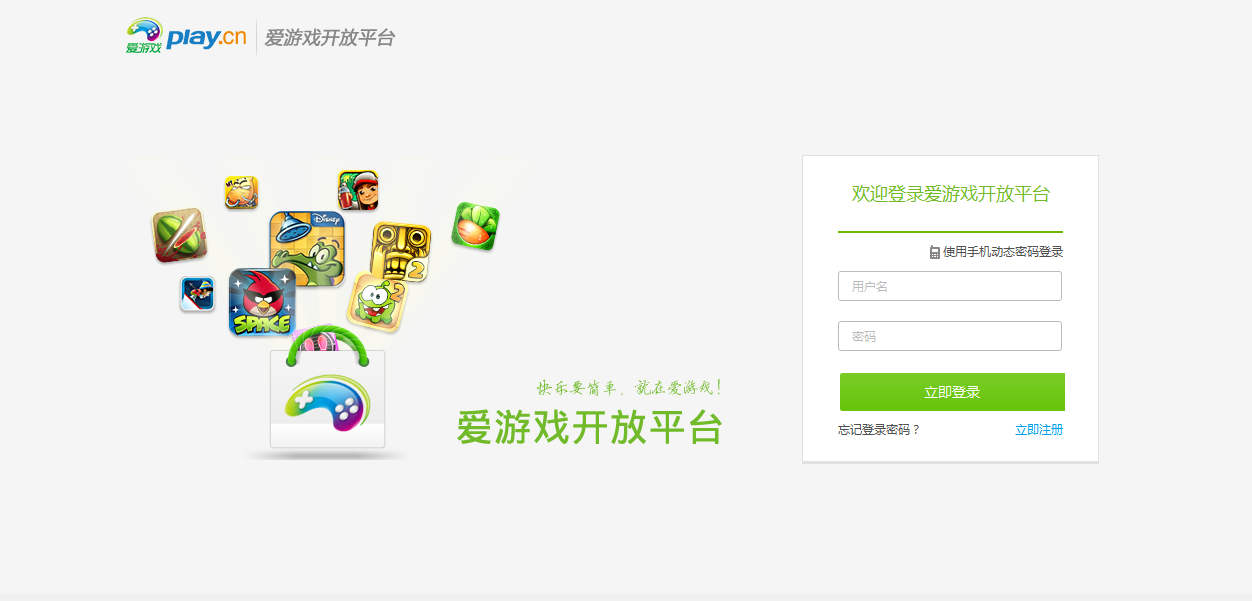 爱游戏 play.cn 爱游戏开放平台
Disney
2
2
SPACE
快乐要简单，就在爱游戏！
爱游戏开放平台
欢迎登录爱游戏开放平台
使用手机动态密码登录
用户名
密码
立即登录
忘记登录密码？ 立即注册